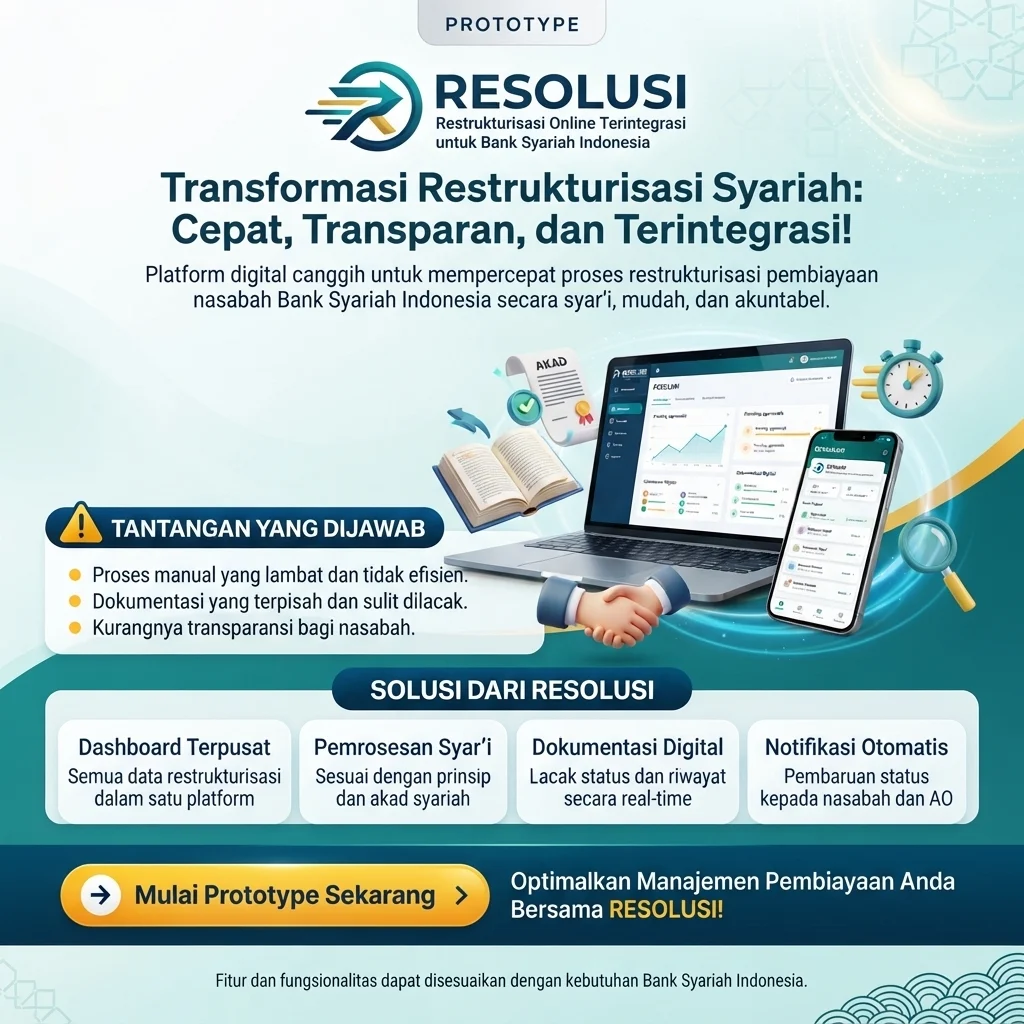 PROTOTYPE
RESOLUSI
Restrukturisasi Online Terintegrasi
untuk Bank Syariah Indonesia
Transformasi Restrukturisasi Syariah:
Cepat, Transparan, dan Terintegrasi!
Platform digital canggih untuk mempercepat proses restrukturisasi pembiayaan
nasabah Bank Syariah Indonesia secara syar'i, mudah, dan akuntabel.
AKAD
TANTANGAN YANG DIJAWAB
Proses manual yang lambat dan tidak efisien.
Dokumentasi yang terpisah dan sulit dilacak.
Kurangnya transparansi bagi nasabah.
SOLUSI DARI RESOLUSI
Dashboard Terpusat
Semua data restrukturisasi
dalam satu platform
Pemrosesan Syar'i
Sesuai dengan prinsip
dan akad syariah
Dokumentasi Digital
Lacak status dan riwayat
secara real-time
Notifikasi Otomatis
Pembaruan status
kepada nasabah dan AO
Mulai Prototype Sekarang
Optimalkan Manajemen Pembiayaan Anda
Bersama RESOLUSI!
Fitur dan fungsionalitas dapat disesuaikan dengan kebutuhan Bank Syariah Indonesia.